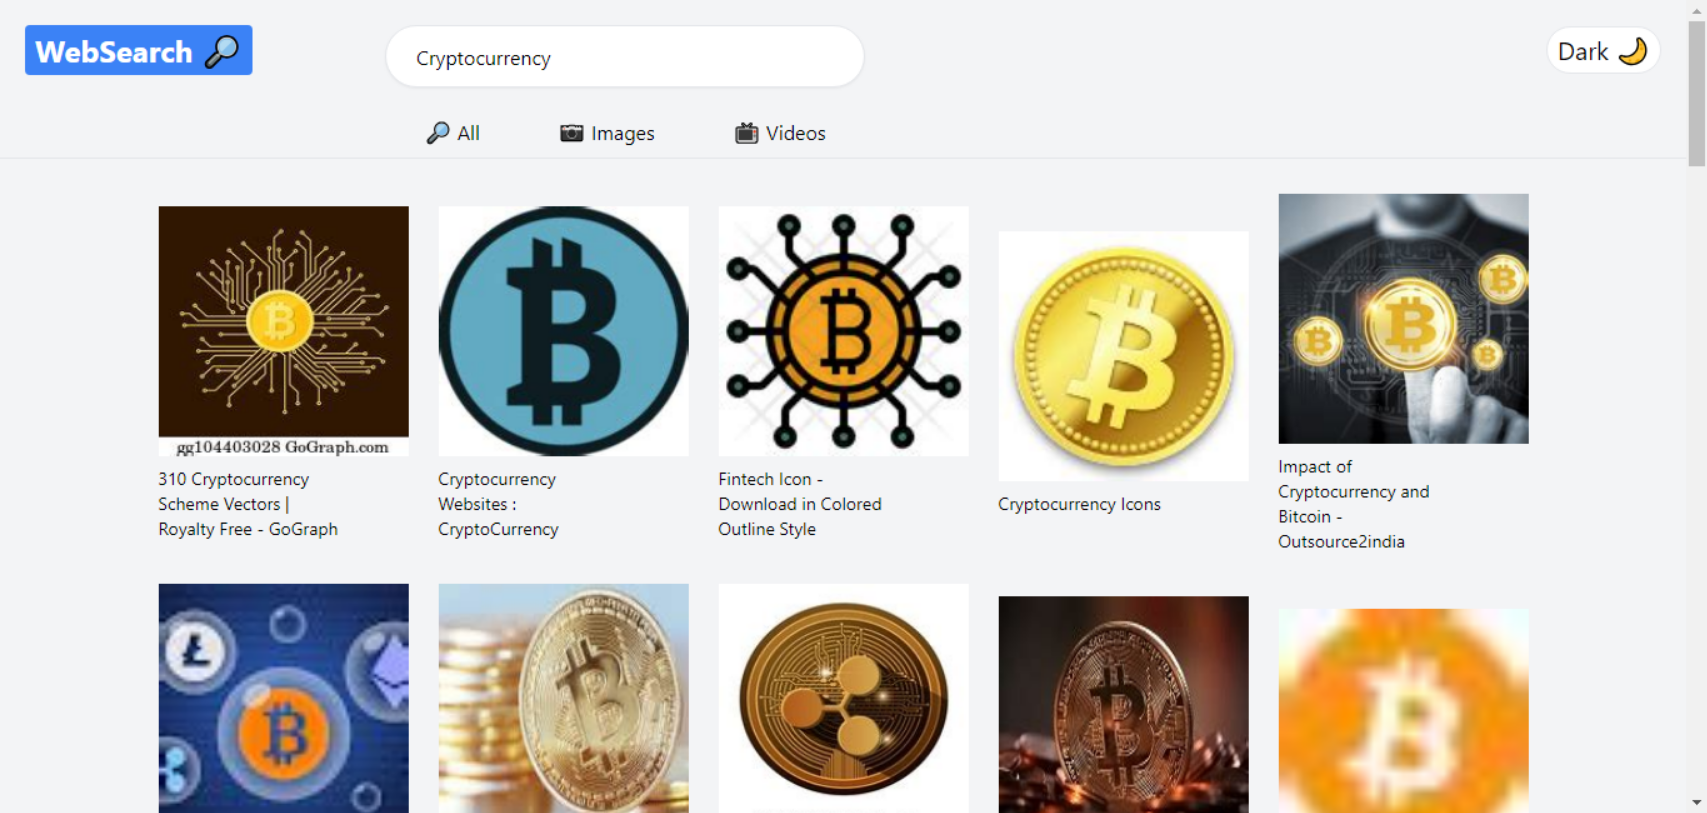 WebSearch 🔎
Cryptocurrency
Dark 🌙
🔎 All
📷 Images
📺 Videos
gg104403028 GoGraph.com
310 Cryptocurrency
Scheme Vectors |
Royalty Free - GoGraph
Cryptocurrency
Websites :
CryptoCurrency
Fintech Icon -
Download in Colored
Outline Style
Cryptocurrency Icons
Impact of
Cryptocurrency and
Bitcoin -
Outsource2india